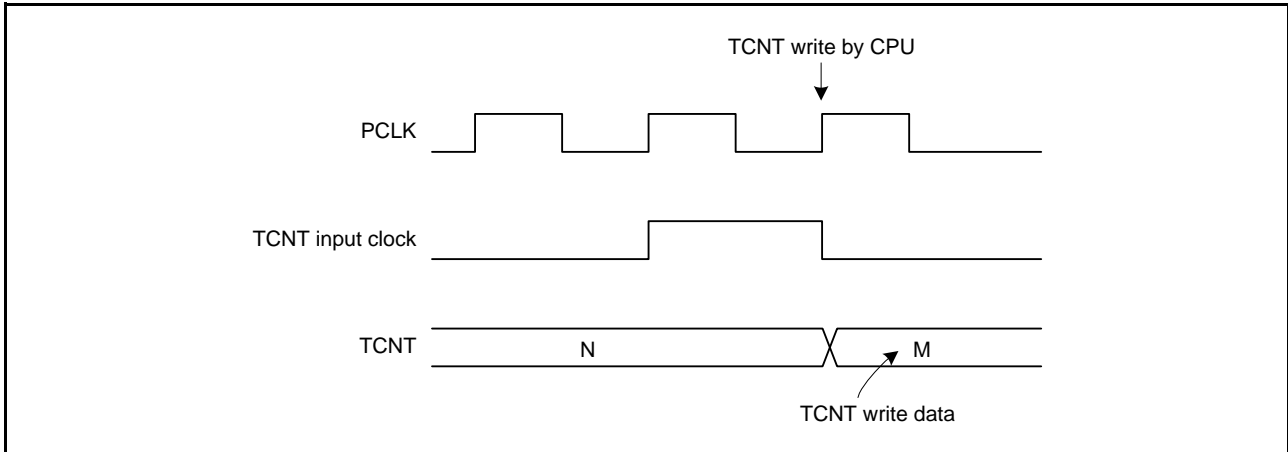 TCNT write by CPU
PCLK
TCNT input clock
TCNT
N
M
TCNT write data